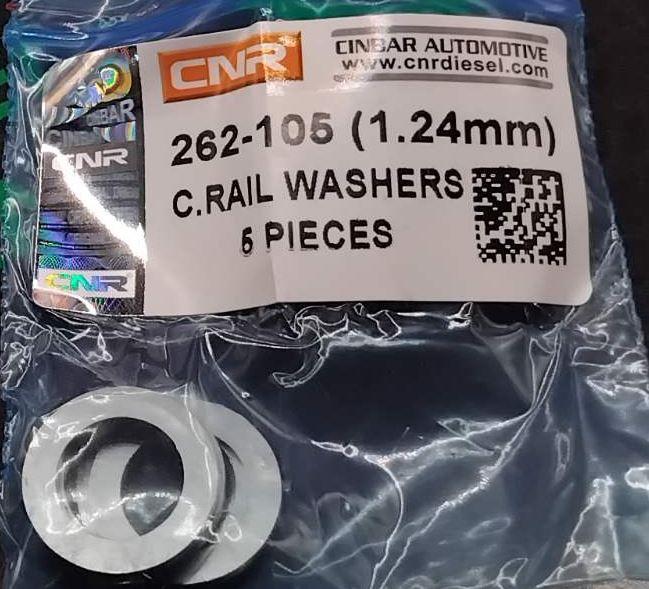 CNR
CINBAR AUTOMOTIVE
www.cnrdiesel.com
262-105 (1.24mm)
C.RAIL WASHERS
5 PIECES
CNR
CNR